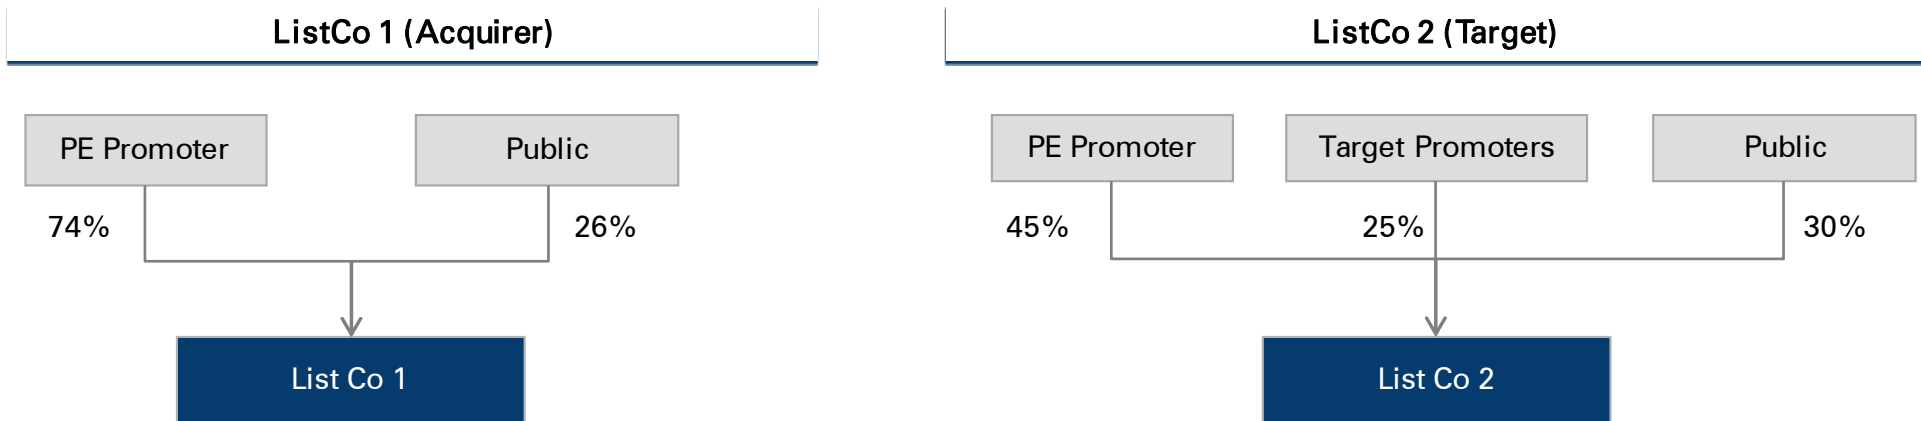 ListCo 1 (Acquirer)
PE Promoter
Public
74%
26%
List Co 1
ListCo 2 (Target)
PE Promoter
Target Promoters
Public
45%
25%
30%
List Co 2